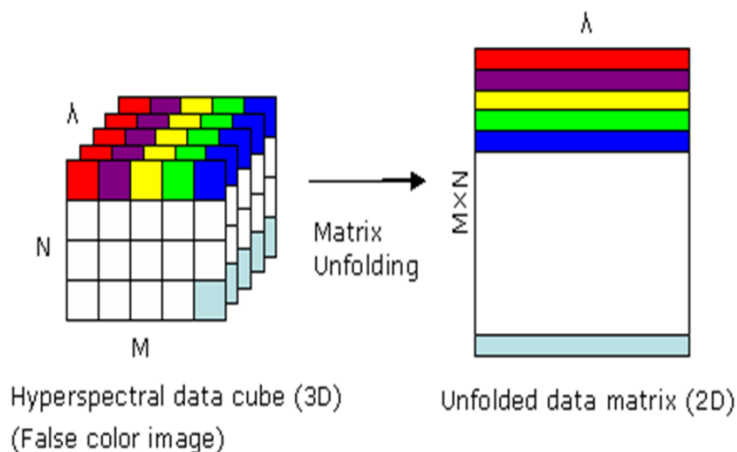 λ
λ
N
M×N
Matrix
Unfolding
M
Hyperspectral data cube (3D)
(False color image)
Unfolded data matrix (2D)